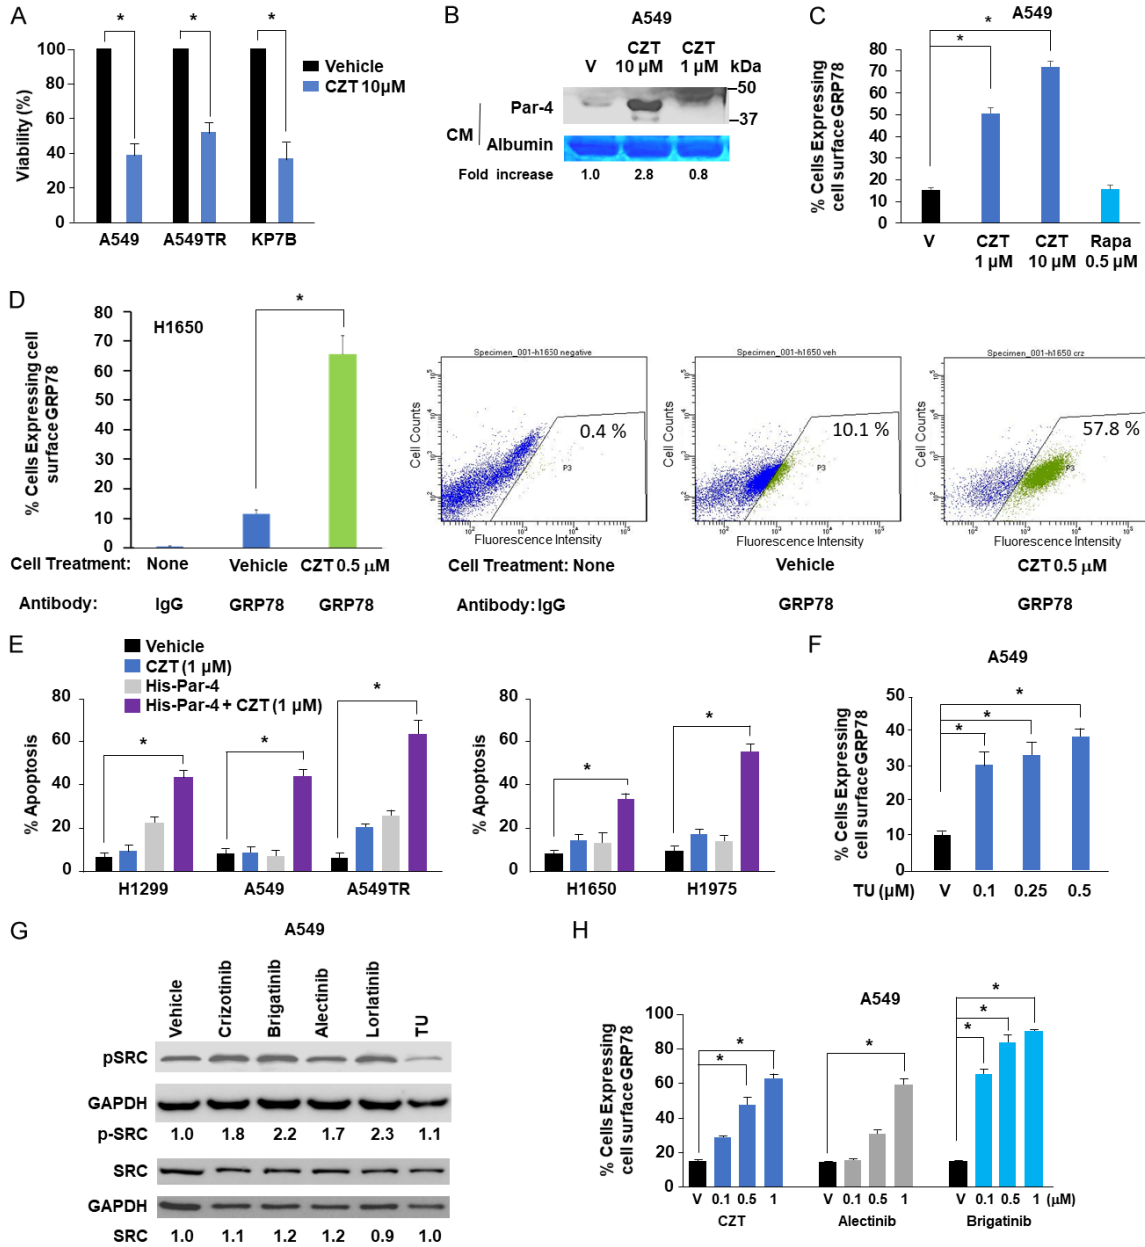 A
* * *
100
80
60
40
20
0
Viability (%)
Vehicle
CZT 10µM
A549 A549TR KP7B
B
A549
V CZT 10 µM CZT 1 µM kDa
Par-4
50
37
CM
Albumin
Fold increase 1.0 2.8 0.8
C
A549
*
*
80
70
60
50
40
30
20
10
0
% Cells Expressing
cell surface GRP78
V CZT CZT Rapa
1 µM 10 µM 0.5 µM
D
H1650
*
80
70
60
50
40
30
20
10
0
% Cells Expressing cell
surface GRP78
Cell Treatment: None Vehicle CZT 0.5 µM
Antibody: IgG GRP78 GRP78
Specimen_001-h1650 negative
0.4 %
P3
Cell Counts
Fluorescence Intensity
Cell Treatment: None
Antibody: IgG
Specimen_001-h1650 veh
10.1 %
P3
Cell Counts
Fluorescence Intensity
Vehicle
GRP78
Specimen_001-h1650 crz
57.8 %
P3
Cell Counts
Fluorescence Intensity
CZT 0.5 µM
GRP78
E
Vehicle
CZT (1 µM)
His-Par-4
His-Par-4 + CZT (1 µM)
80
60
40
20
0
% Apoptosis
* * *
H1299 A549 A549TR
80
60
40
20
0
% Apoptosis
* *
H1650 H1975
F
A549
*
*
*
50
40
30
20
10
0
% Cells Expressing
cell surface GRP78
TU (µM) V 0.1 0.25 0.5
G
A549
Vehicle Crizotinib Brigatinib Alectinib Lorlatinib TU
pSRC
GAPDH
p-SRC 1.0 1.8 2.2 1.7 2.3 1.1
SRC
GAPDH
SRC 1.0 1.1 1.2 1.2 0.9 1.0
H
A549
100
80
60
40
20
0
% Cells Expressing
cell surface GRP78
* *
*
* * *
V 0.1 0.5 1 V 0.1 0.5 1 V 0.1 0.5 1 (µM)
CZT Alectinib Brigatinib